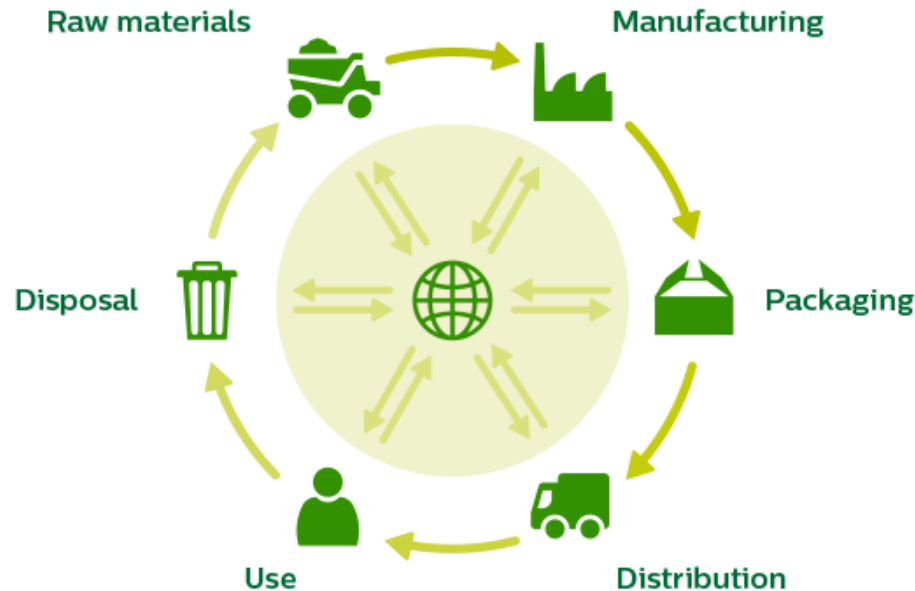 Raw materials
Manufacturing
Packaging
Distribution
Use
Disposal